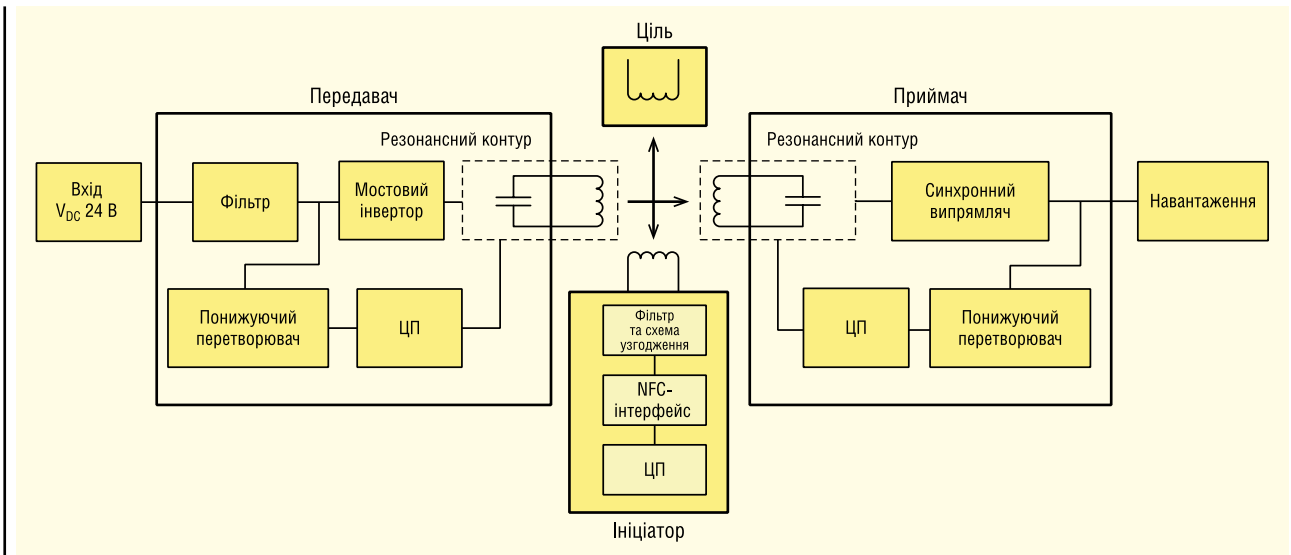 Ціль
Передавач
Приймач
Резонансний контур
Резонансний контур
Вхід
V_DC 24 В
Фільтр
Мостовий
інвертор
Синхронний
випрямляч
Навантаження
Понижуючий
перетворювач
ЦП
Фільтр
та схема
узгодження
NFC-
інтерфейс
ЦП
ЦП
Понижуючий
перетворювач
Ініціатор